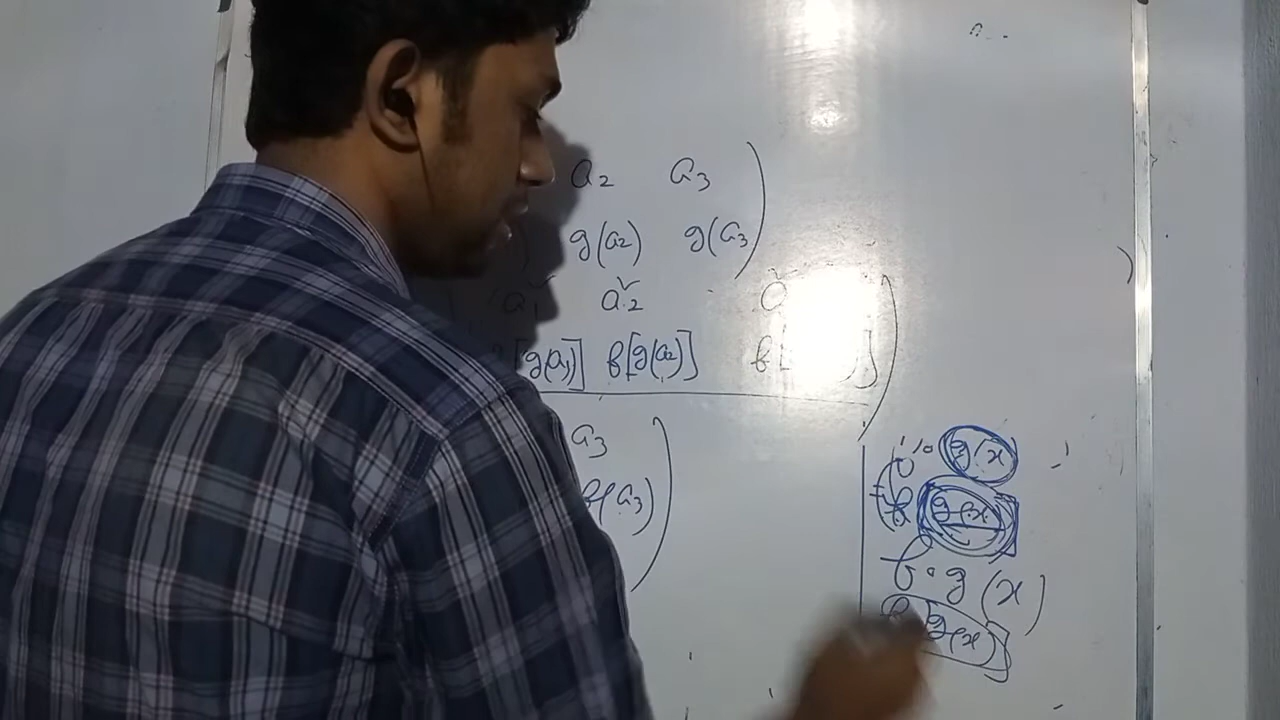 a₂ a₃ )
g(a₂) g(a₃)
a₁ a₂ a
[g(a₁)] f[g(a₂)] f[ ]
a₃ )
f(a₃)
g(x)
g(x)
f∘g(x)
f[g(x)]